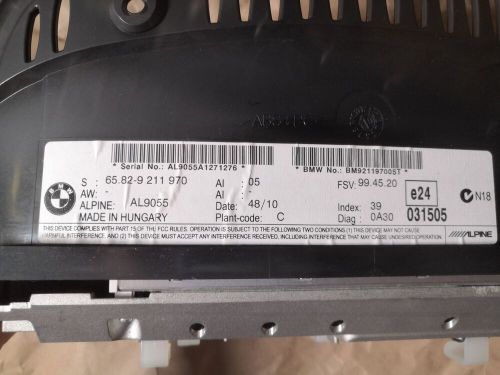 ABS+PC
* Serial No.: AL9055A1271276 *
* BMW No.: BM9211970OST *
BMW
S : 65.82-9 211 970
AI : 05
FSV: 99.45.20
AW: -
AI : -
e24
N18
ALPINE: AL9055
Date: 48/10
Index: 39
MADE IN HUNGARY
Plant-code: C
Diag : 0A30
031505
THIS DEVICE COMPLIES WITH PART 15 OF THE FCC RULES. OPERATION IS SUBJECT TO THE FOLLOWING TWO CONDITIONS: (1) THIS DEVICE MAY NOT CAUSE
HARMFUL INTERFERENCE, AND (2) THIS DEVICE MUST ACCEPT ANY INTERFERENCE RECEIVED, INCLUDING INTERFERENCE THAT MAY CAUSE UNDESIRED OPERATION.
ALPINE